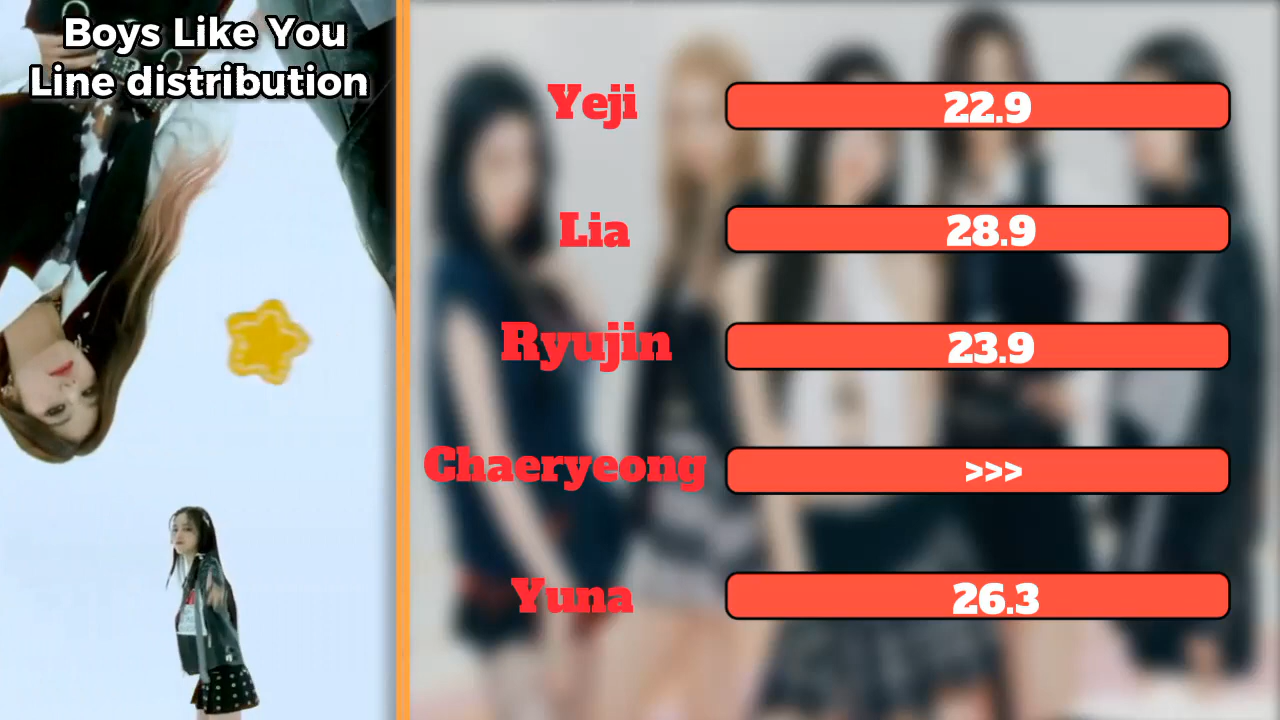 Boys Like You
Line distribution
Yeji 22.9
Lia 28.9
Ryujin 23.9
Chaeryeong >>>
Yuna 26.3